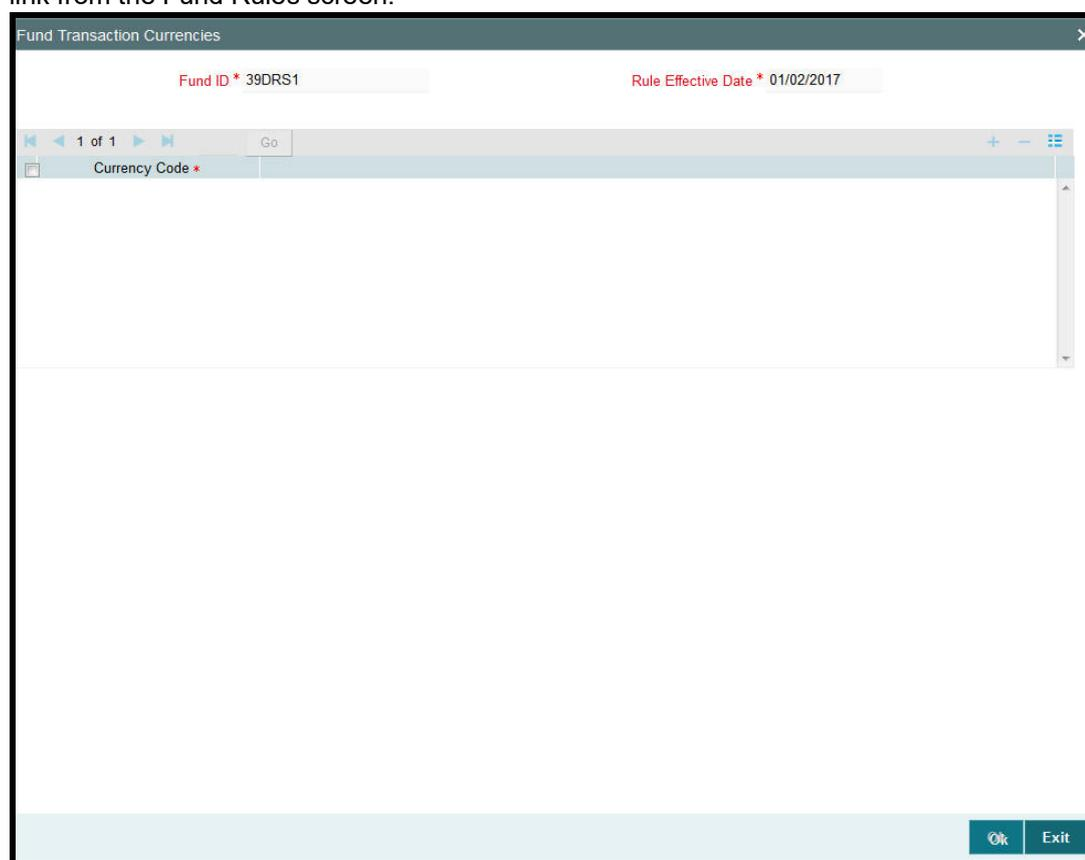 link from the Fund Rules screen.
Fund Transaction Currencies
Fund ID * 39DRS1 Rule Effective Date * 01/02/2017
1 of 1 Go
Currency Code *
Ok Exit